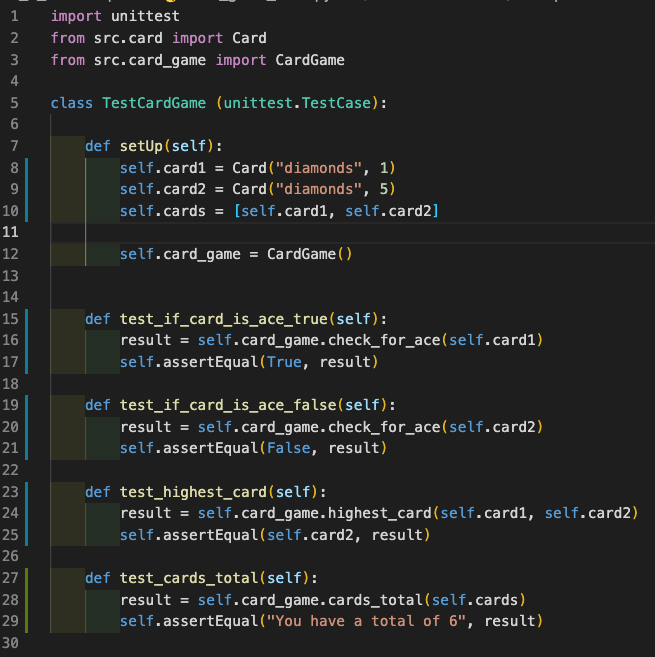 1 import unittest
2 from src.card import Card
3 from src.card_game import CardGame
4
5 class TestCardGame (unittest.TestCase):
6
7     def setUp(self):
8         self.card1 = Card("diamonds", 1)
9         self.card2 = Card("diamonds", 5)
10         self.cards = [self.card1, self.card2]
11
12         self.card_game = CardGame()
13
14
15     def test_if_card_is_ace_true(self):
16         result = self.card_game.check_for_ace(self.card1)
17         self.assertEqual(True, result)
18
19     def test_if_card_is_ace_false(self):
20         result = self.card_game.check_for_ace(self.card2)
21         self.assertEqual(False, result)
22
23     def test_highest_card(self):
24         result = self.card_game.highest_card(self.card1, self.card2)
25         self.assertEqual(self.card2, result)
26
27     def test_cards_total(self):
28         result = self.card_game.cards_total(self.cards)
29         self.assertEqual("You have a total of 6", result)
30